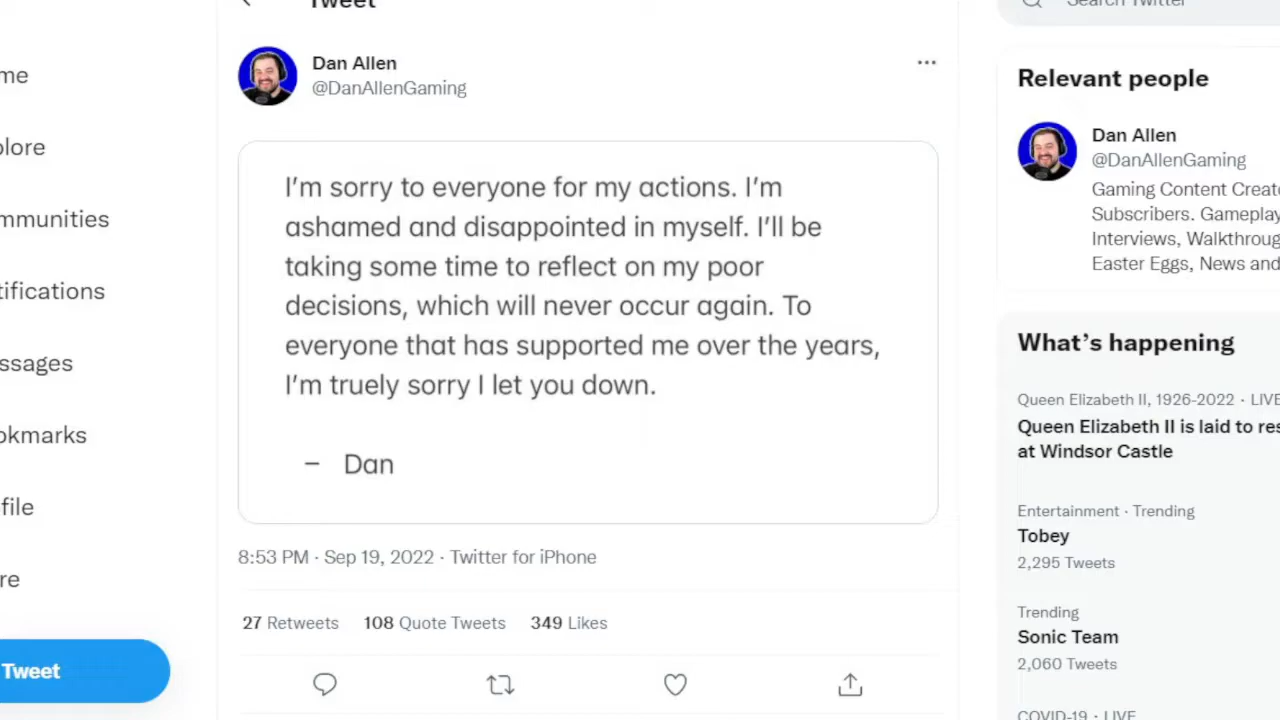 Tweet
Search Twitter
Dan Allen
@DanAllenGaming
I'm sorry to everyone for my actions. I'm
ashamed and disappointed in myself. I'll be
taking some time to reflect on my poor
decisions, which will never occur again. To
everyone that has supported me over the years,
I'm truely sorry I let you down.
– Dan
8:53 PM · Sep 19, 2022 · Twitter for iPhone
27 Retweets 108 Quote Tweets 349 Likes
me
lore
mmunities
tifications
ssages
okmarks
file
re
Tweet
Relevant people
Dan Allen
@DanAllenGaming
Gaming Content Creat
Subscribers. Gameplay
Interviews, Walkthroug
Easter Eggs, News and
What's happening
Queen Elizabeth II, 1926-2022 · LIVE
Queen Elizabeth II is laid to res
at Windsor Castle
Entertainment · Trending
Tobey
2,295 Tweets
Trending
Sonic Team
2,060 Tweets
COVID-19 · LIVE